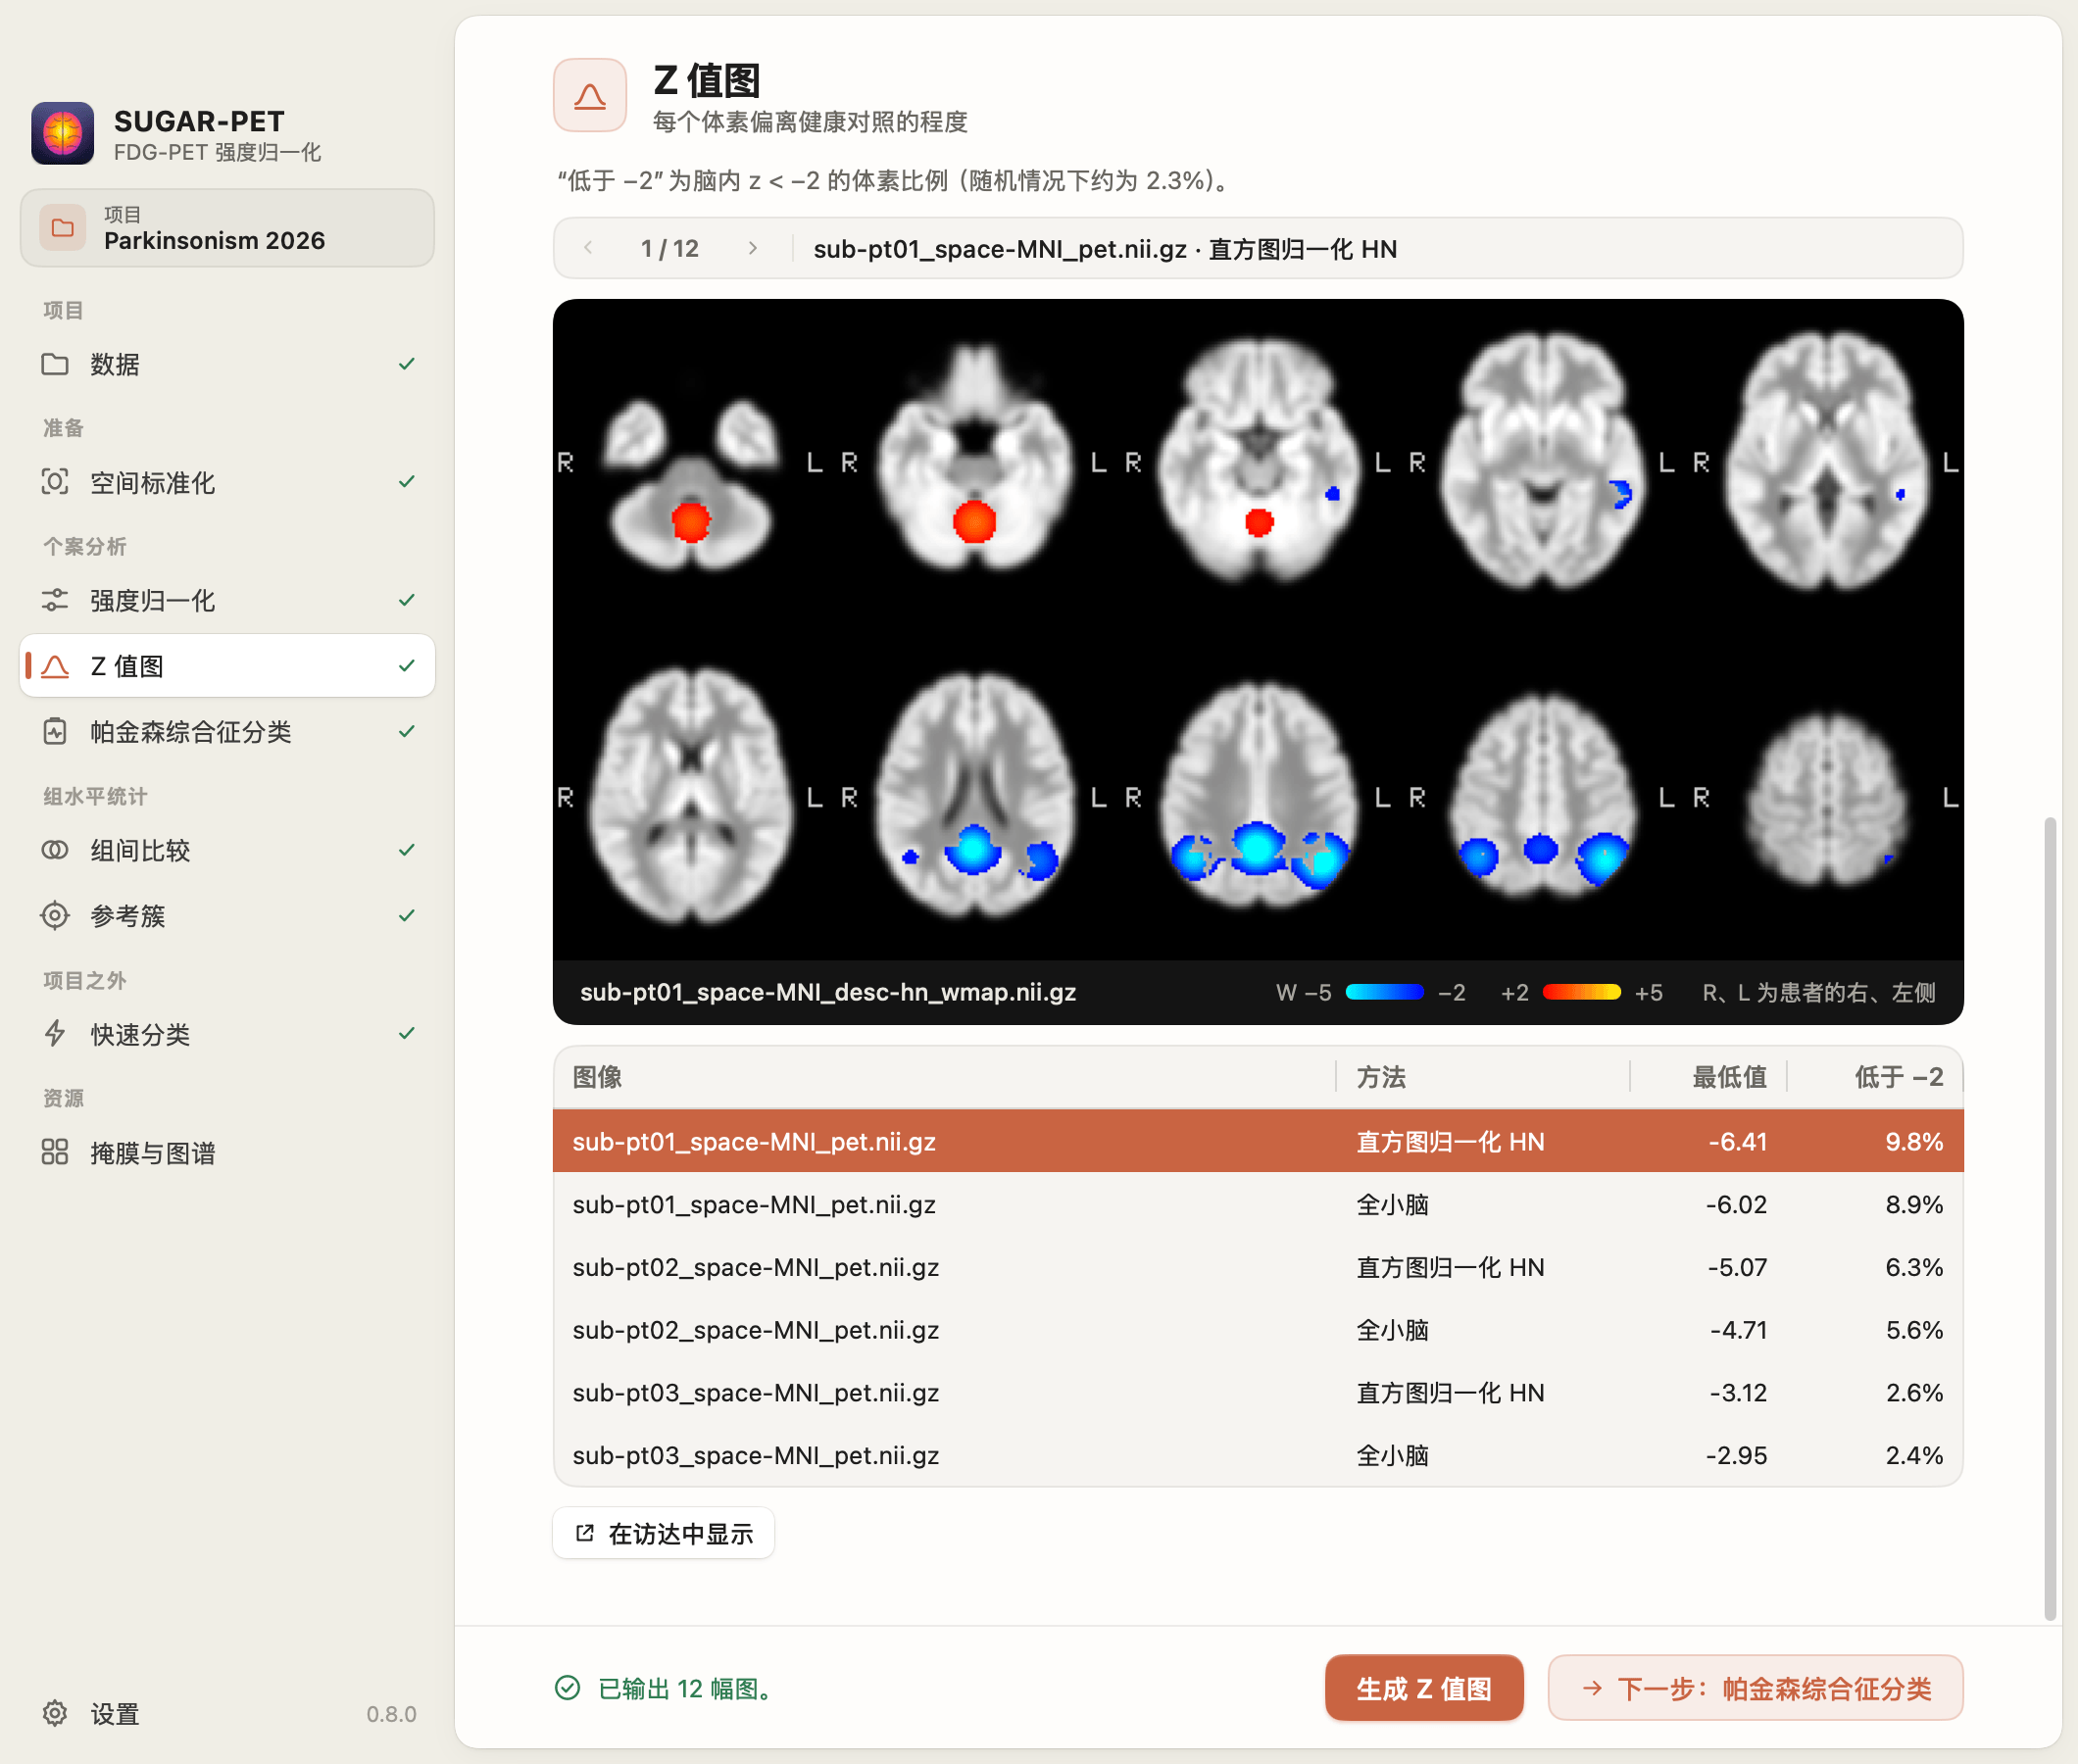 SUGAR-PET
FDG-PET 强度归一化
项目
Parkinsonism 2026
项目
数据
准备
空间标准化
个案分析
强度归一化
Z 值图
帕金森综合征分类
组水平统计
组间比较
参考簇
项目之外
快速分类
资源
掩膜与图谱
设置 0.8.0
Z 值图
每个体素偏离健康对照的程度
“低于 −2” 为脑内 z < −2 的体素比例（随机情况下约为 2.3%）。
1 / 12 sub-pt01_space-MNI_pet.nii.gz · 直方图归一化 HN
R L R L R L R L R L
R L R L R L R L R L
sub-pt01_space-MNI_desc-hn_wmap.nii.gz W −5 −2 +2 +5 R、L 为患者的右、左侧
图像 方法 最低值 低于 −2
sub-pt01_space-MNI_pet.nii.gz 直方图归一化 HN -6.41 9.8%
sub-pt01_space-MNI_pet.nii.gz 全小脑 -6.02 8.9%
sub-pt02_space-MNI_pet.nii.gz 直方图归一化 HN -5.07 6.3%
sub-pt02_space-MNI_pet.nii.gz 全小脑 -4.71 5.6%
sub-pt03_space-MNI_pet.nii.gz 直方图归一化 HN -3.12 2.6%
sub-pt03_space-MNI_pet.nii.gz 全小脑 -2.95 2.4%
在访达中显示
已输出 12 幅图。 生成 Z 值图 → 下一步：帕金森综合征分类